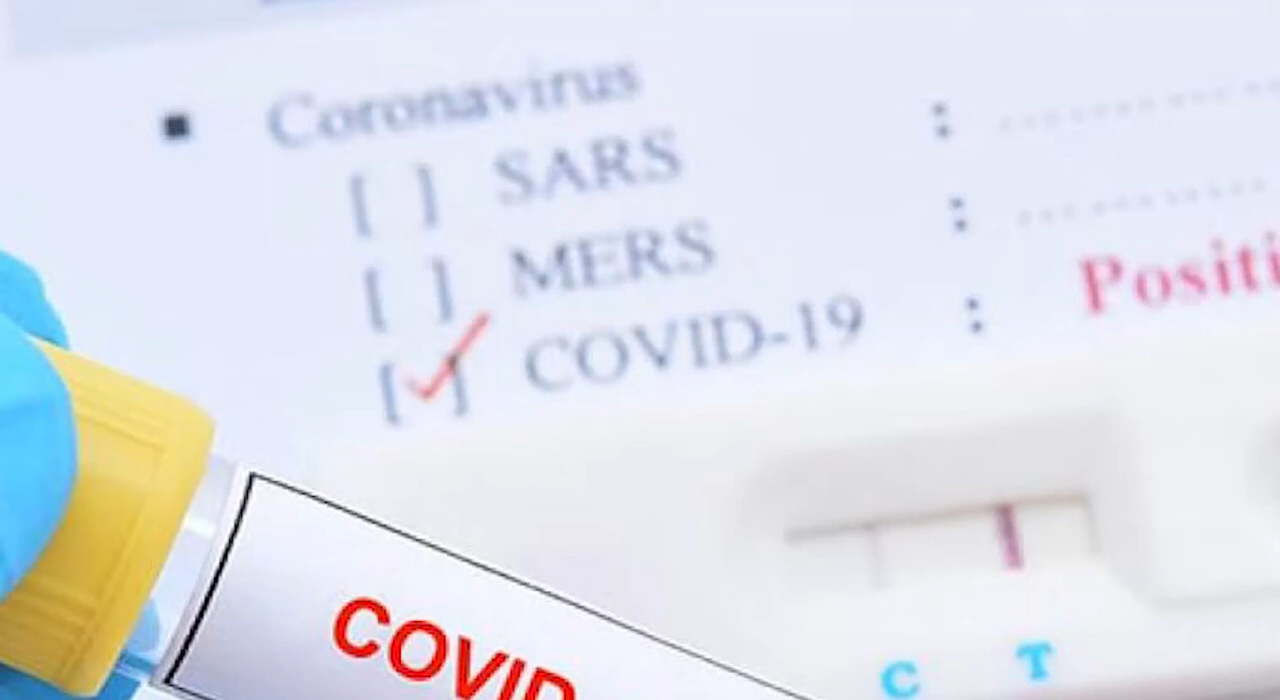 ▪ Coronavirus : ....................
[ ] SARS : ....................
[ ] MERS
[✓] COVID-19 : Positi
COVID
C T